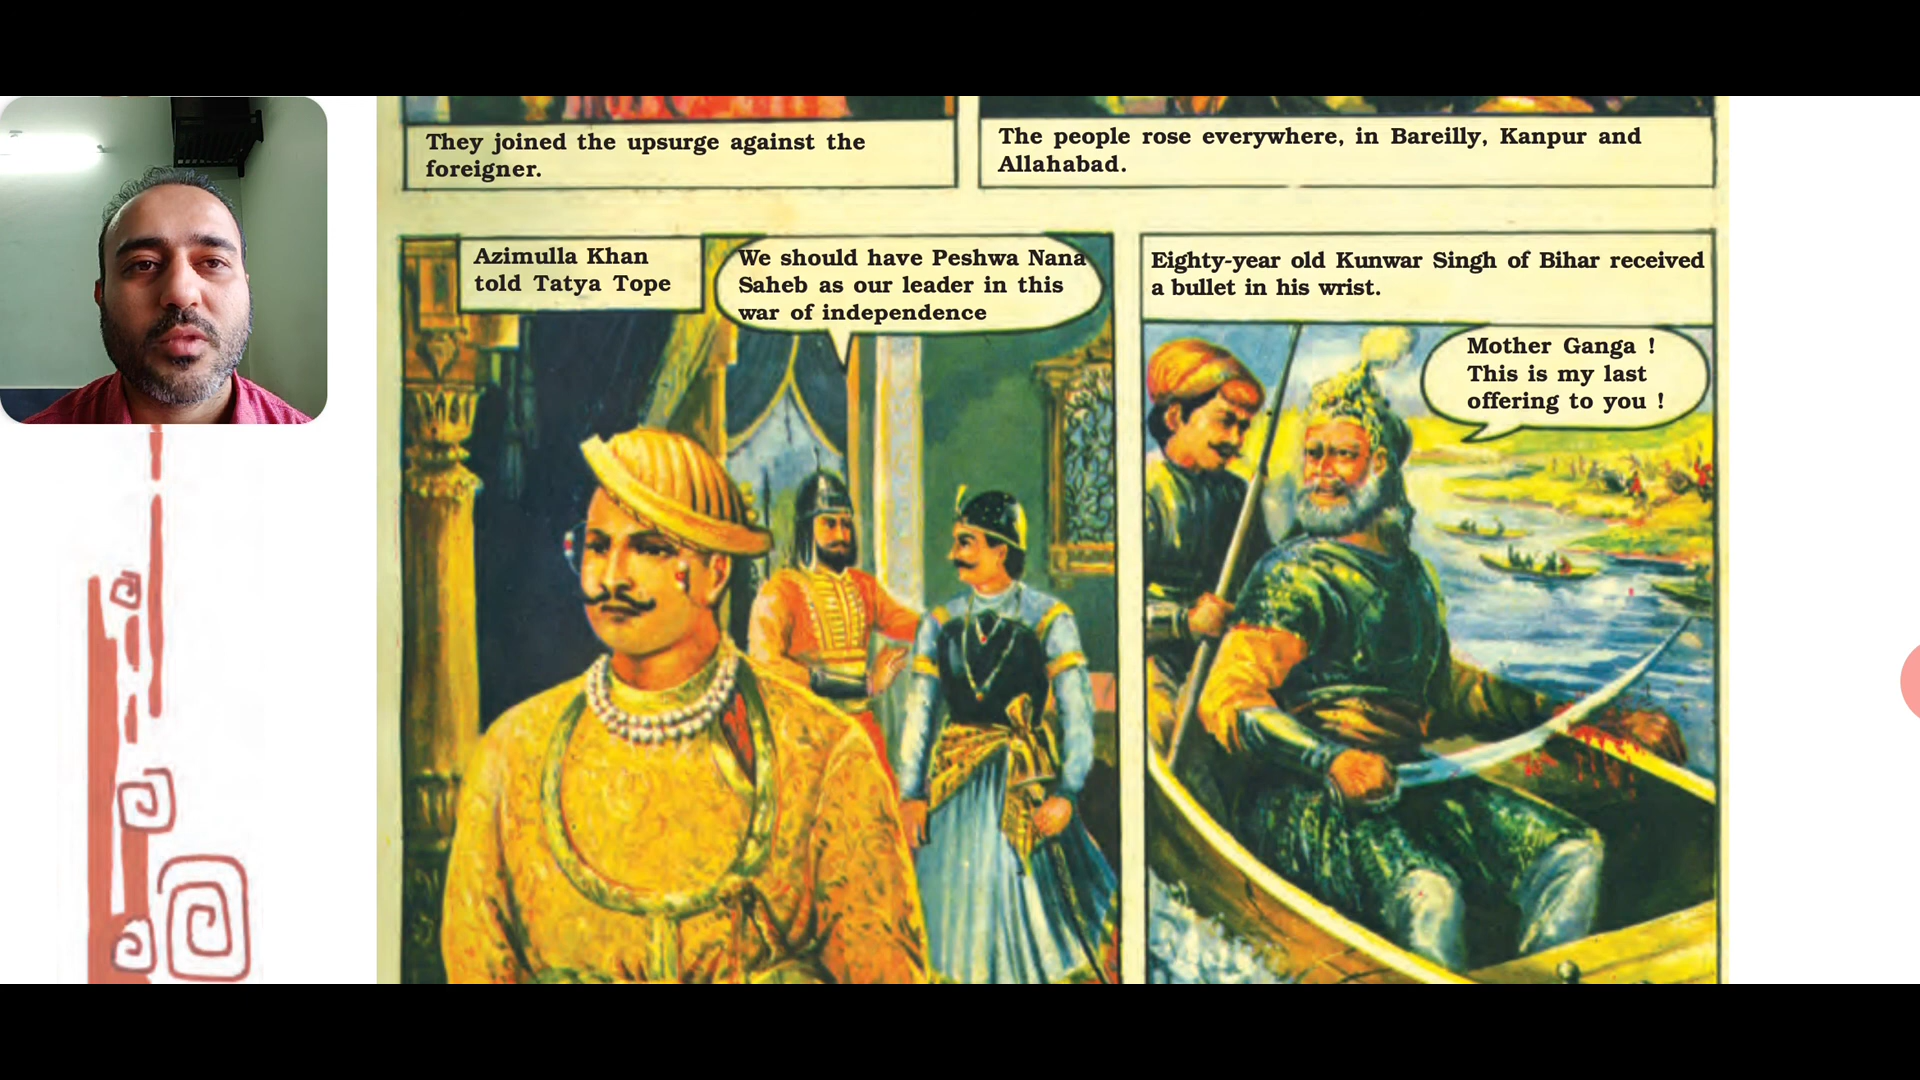 They joined the upsurge against the
foreigner.
The people rose everywhere, in Bareilly, Kanpur and
Allahabad.
Azimulla Khan
told Tatya Tope
We should have Peshwa Nana
Saheb as our leader in this
war of independence
Eighty-year old Kunwar Singh of Bihar received
a bullet in his wrist.
Mother Ganga !
This is my last
offering to you !